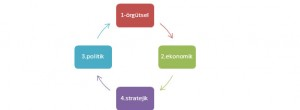 1-örgütsel
3.politik
2.ekonomik
4.stratejik